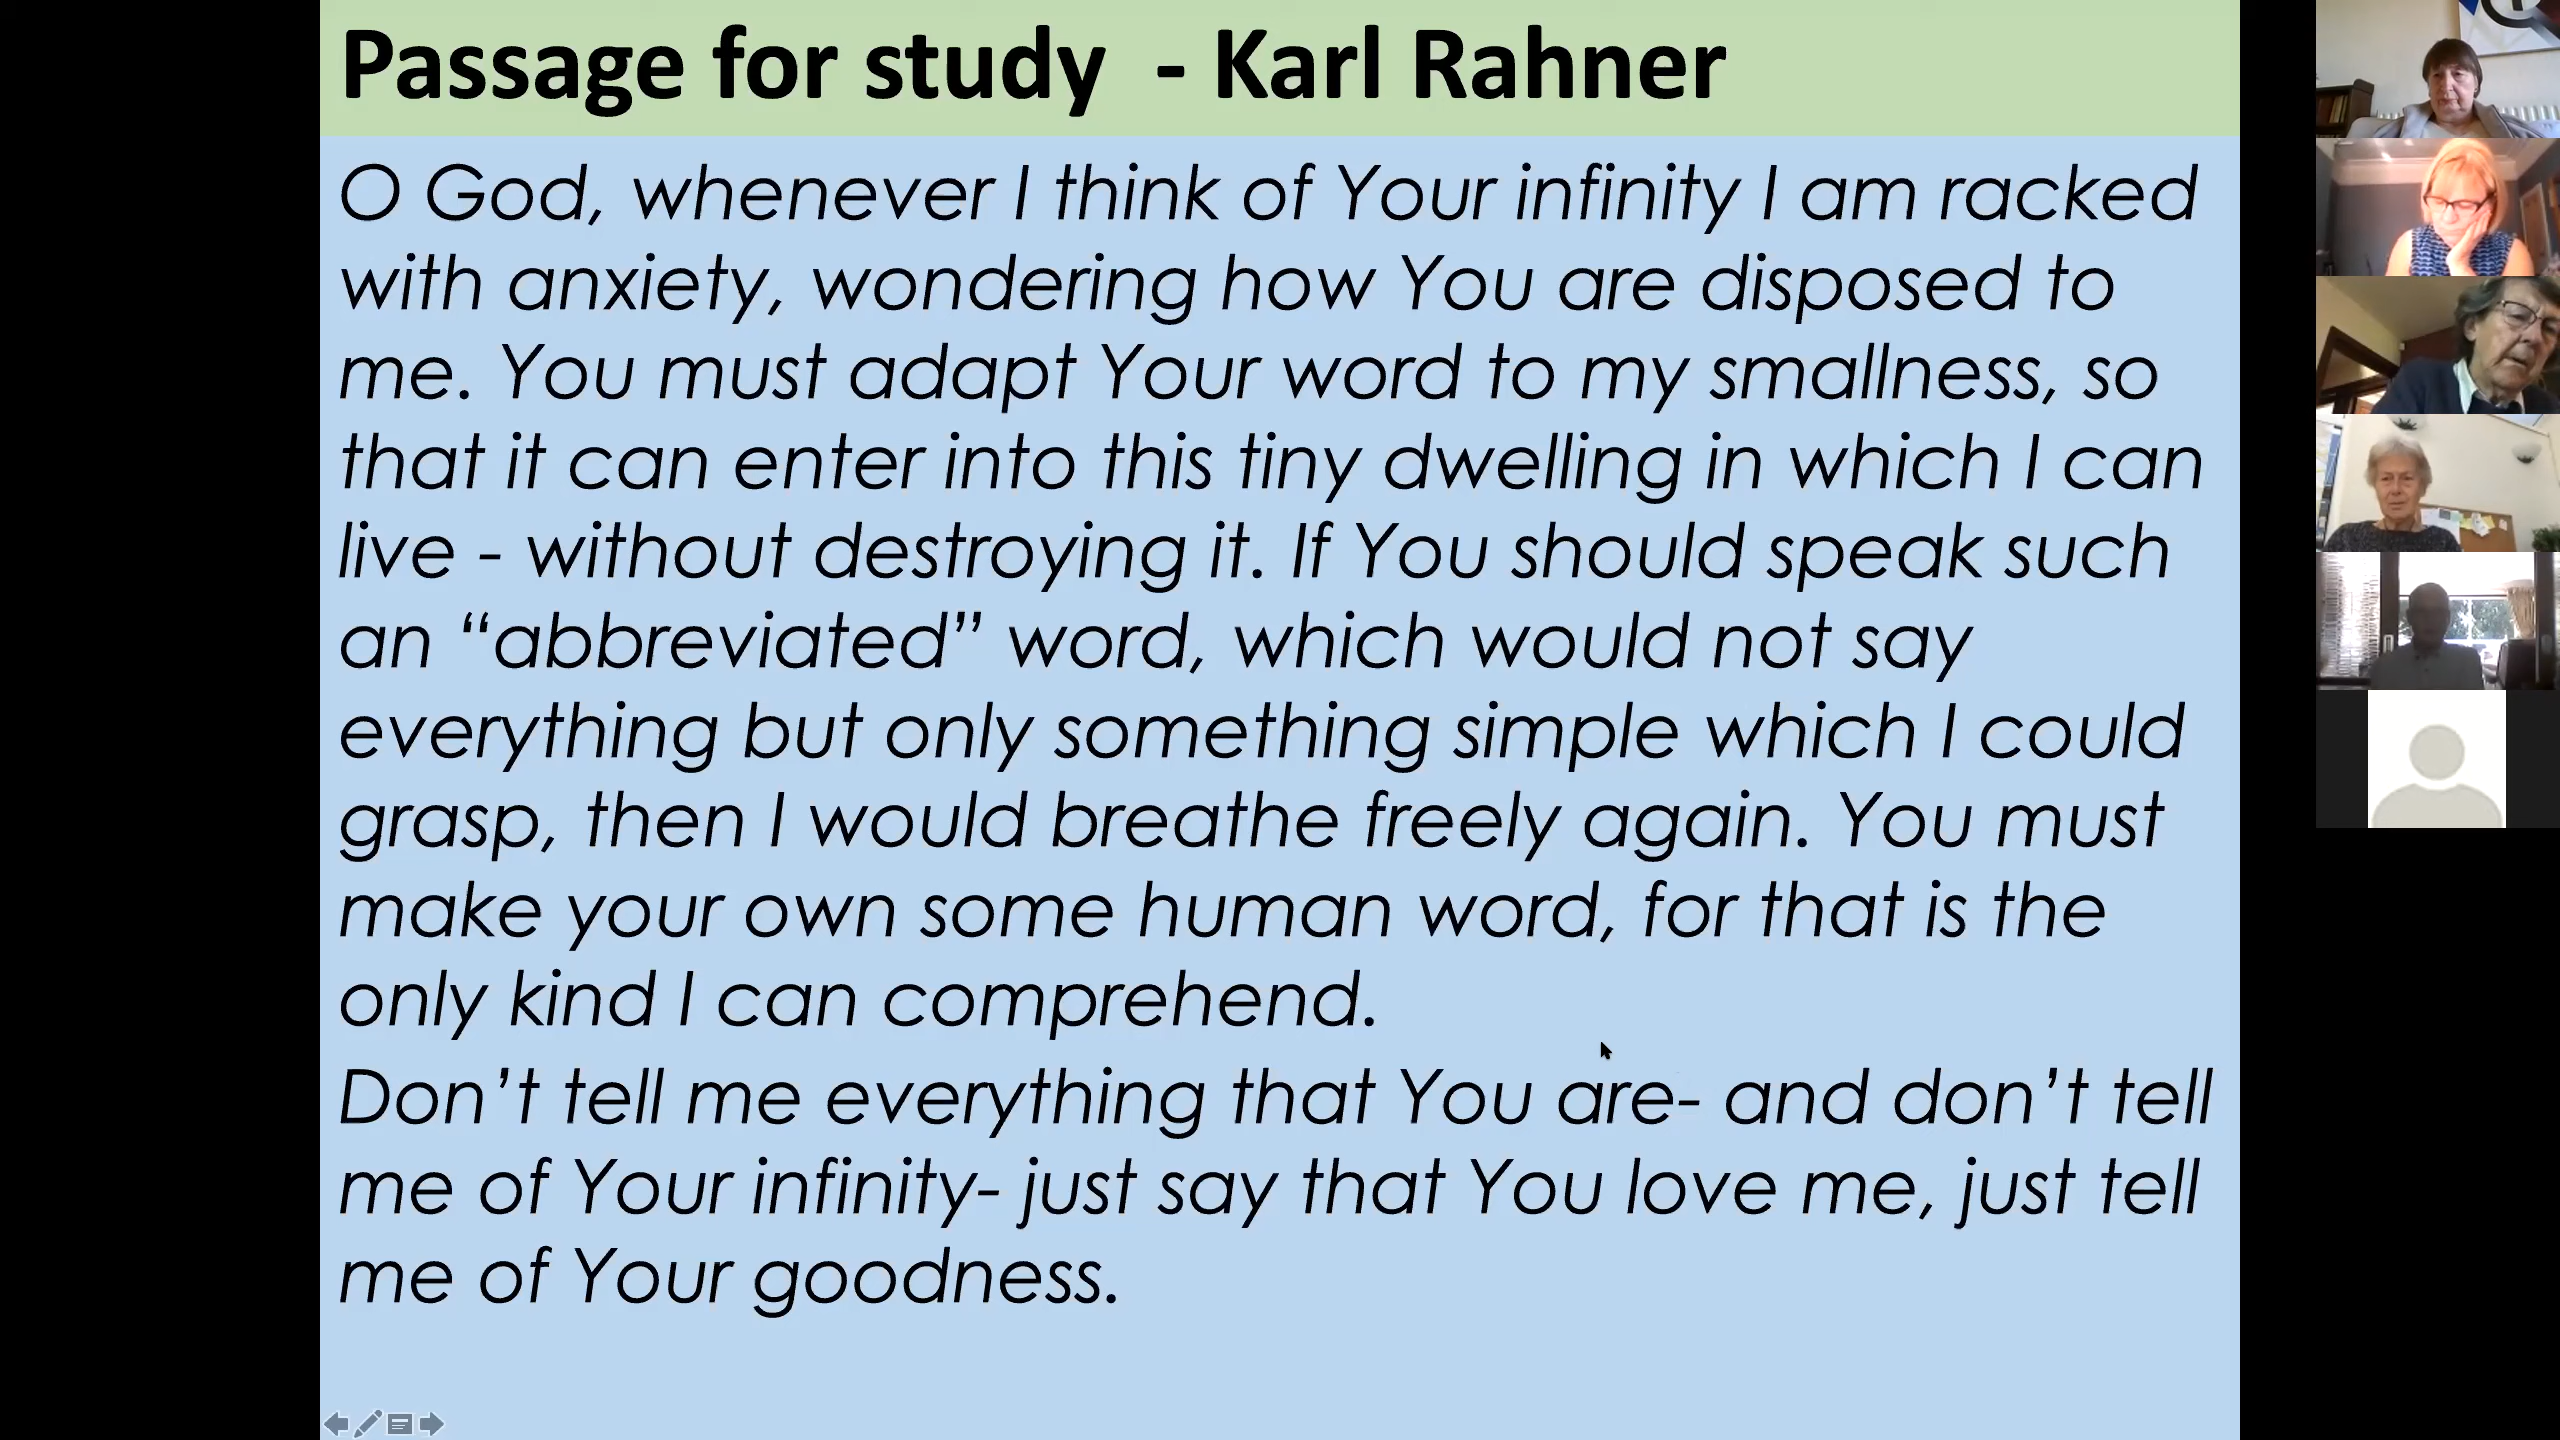 Passage for study  - Karl Rahner
O God, whenever I think of Your infinity I am racked
with anxiety, wondering how You are disposed to
me. You must adapt Your word to my smallness, so
that it can enter into this tiny dwelling in which I can
live - without destroying it. If You should speak such
an “abbreviated” word, which would not say
everything but only something simple which I could
grasp, then I would breathe freely again. You must
make your own some human word, for that is the
only kind I can comprehend.
Don’t tell me everything that You are- and don’t tell
me of Your infinity- just say that You love me, just tell
me of Your goodness.